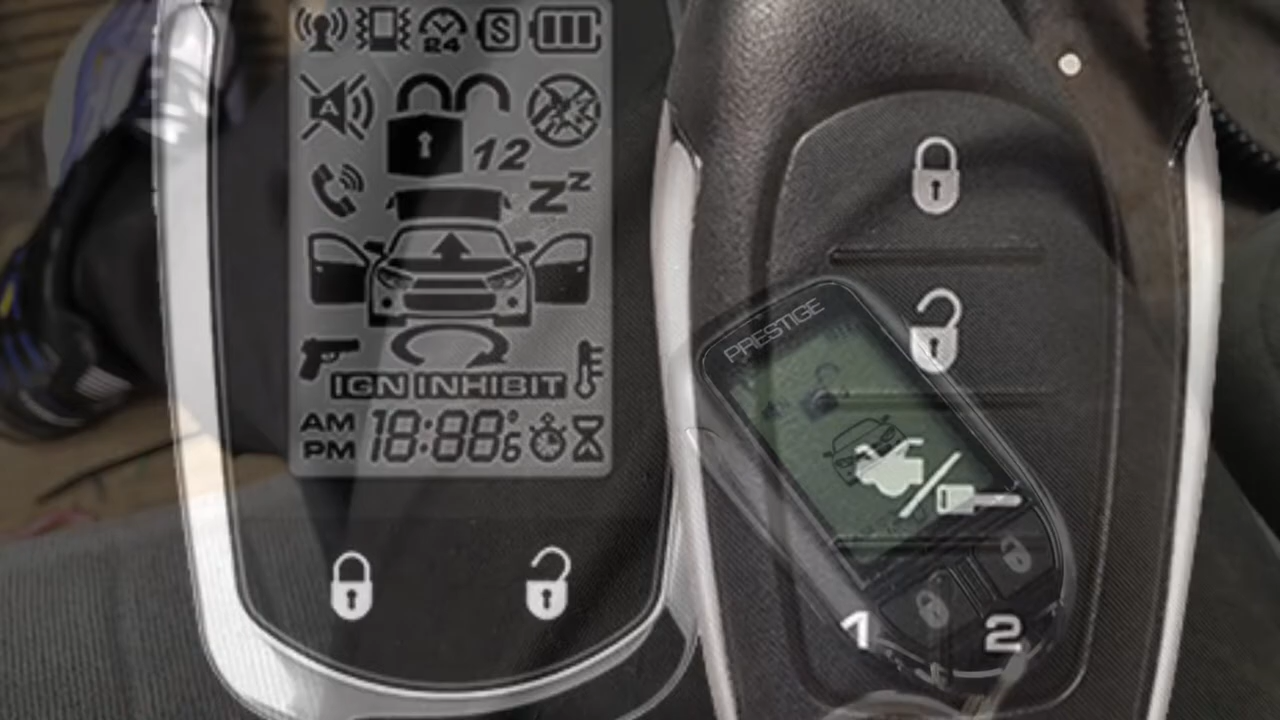 24 S
A
12
Zz
IGN INHIBIT
AM 18:88
PM
PRESTIGE
1 2